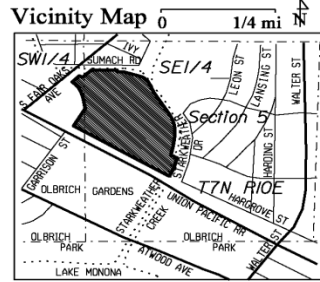 Vicinity Map
0 1/4 mi
N
SW1/4
IVY
SUMACH RD
SE1/4
S FAIR OAKS
AVE
LEON ST
LANSING ST
WALTER ST
Section 5
STARKWEATHER
DR
HARDING ST
GARRISON ST
T7N R10E
OLBRICH GARDENS
STARKWEATHER
CREEK
UNION PACIFIC RR
HARGROVE ST
OLBRICH
PARK
OLBRICH
PARK
WALTER ST
ATWOOD AVE
LAKE MONONA